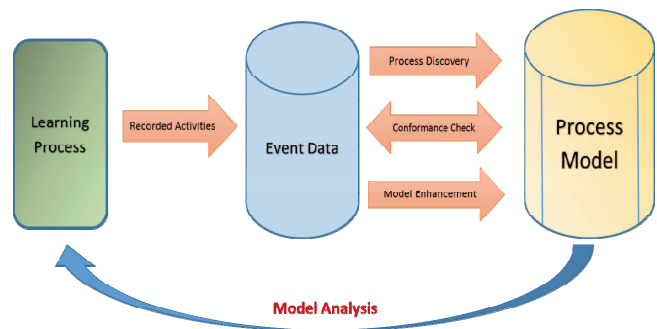 Learning
Process
Recorded Activities
Event Data
Process Discovery
Conformance Check
Model Enhancement
Process
Model
Model Analysis